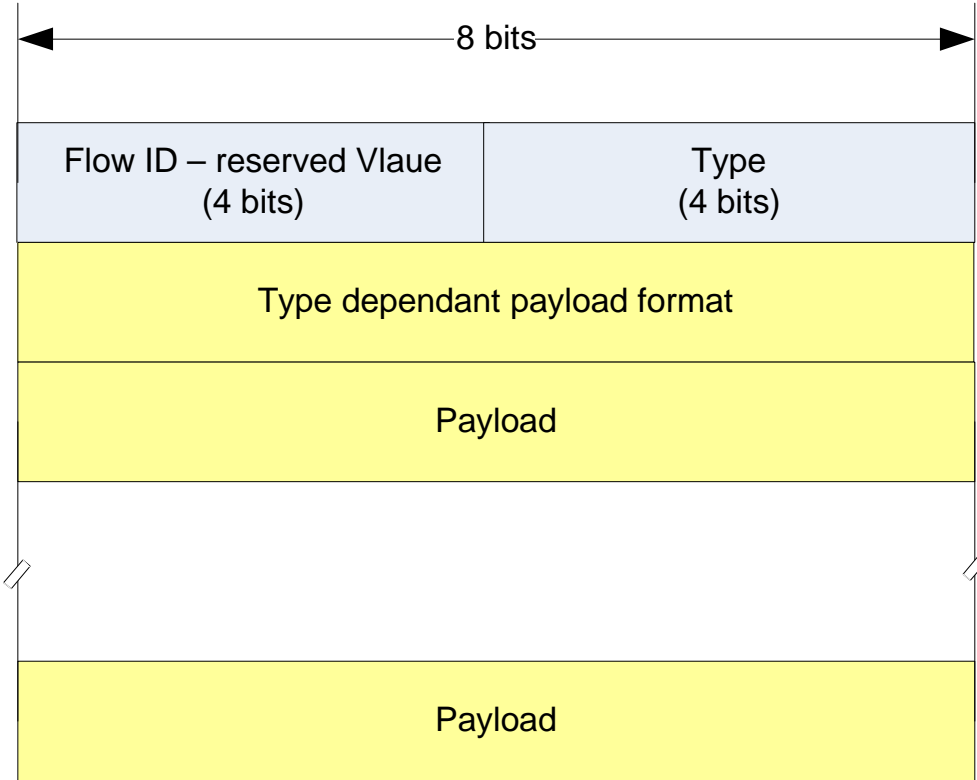 8 bits
Flow ID – reserved Vlaue
(4 bits)
Type
(4 bits)
Type dependant payload format
Payload
Payload